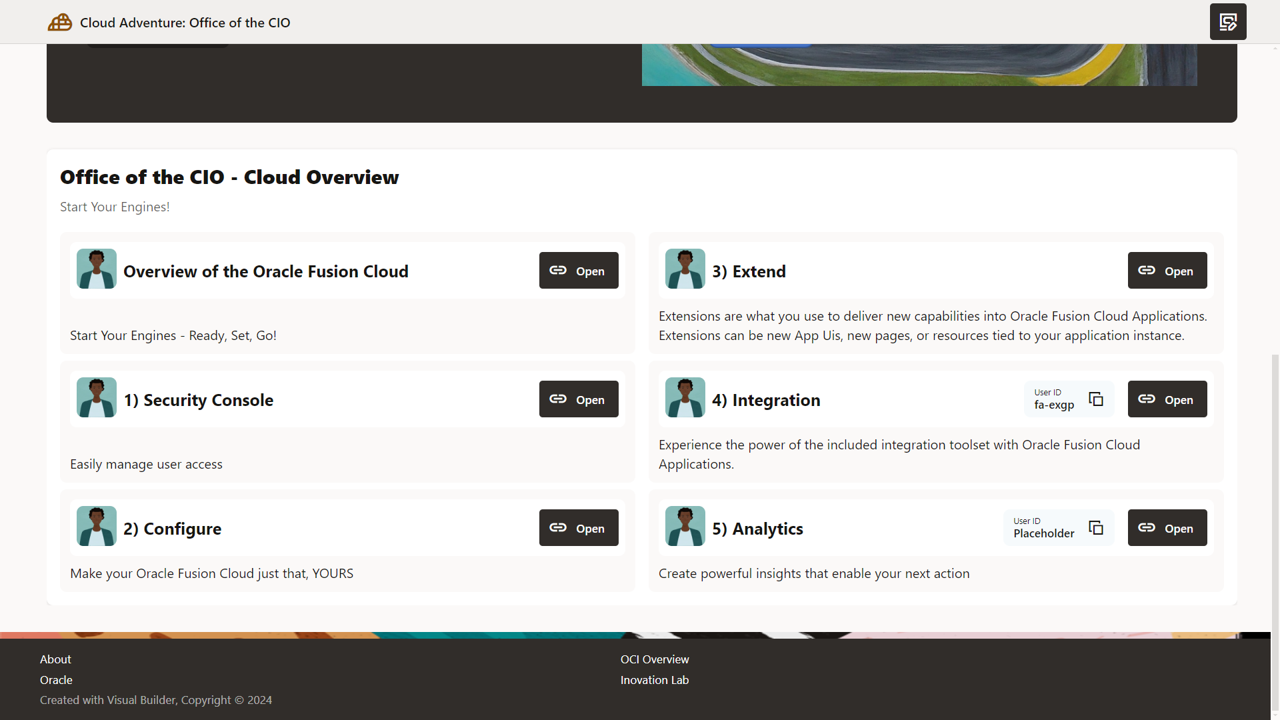 Cloud Adventure: Office of the CIO
Office of the CIO - Cloud Overview
Start Your Engines!
Overview of the Oracle Fusion Cloud
Open
Start Your Engines - Ready, Set, Go!
3) Extend
Open
Extensions are what you use to deliver new capabilities into Oracle Fusion Cloud Applications.
Extensions can be new App Uis, new pages, or resources tied to your application instance.
1) Security Console
Open
Easily manage user access
4) Integration
User ID
fa-exgp
Open
Experience the power of the included integration toolset with Oracle Fusion Cloud
Applications.
2) Configure
Open
Make your Oracle Fusion Cloud just that, YOURS
5) Analytics
User ID
Placeholder
Open
Create powerful insights that enable your next action
About
OCI Overview
Oracle
Inovation Lab
Created with Visual Builder, Copyright © 2024